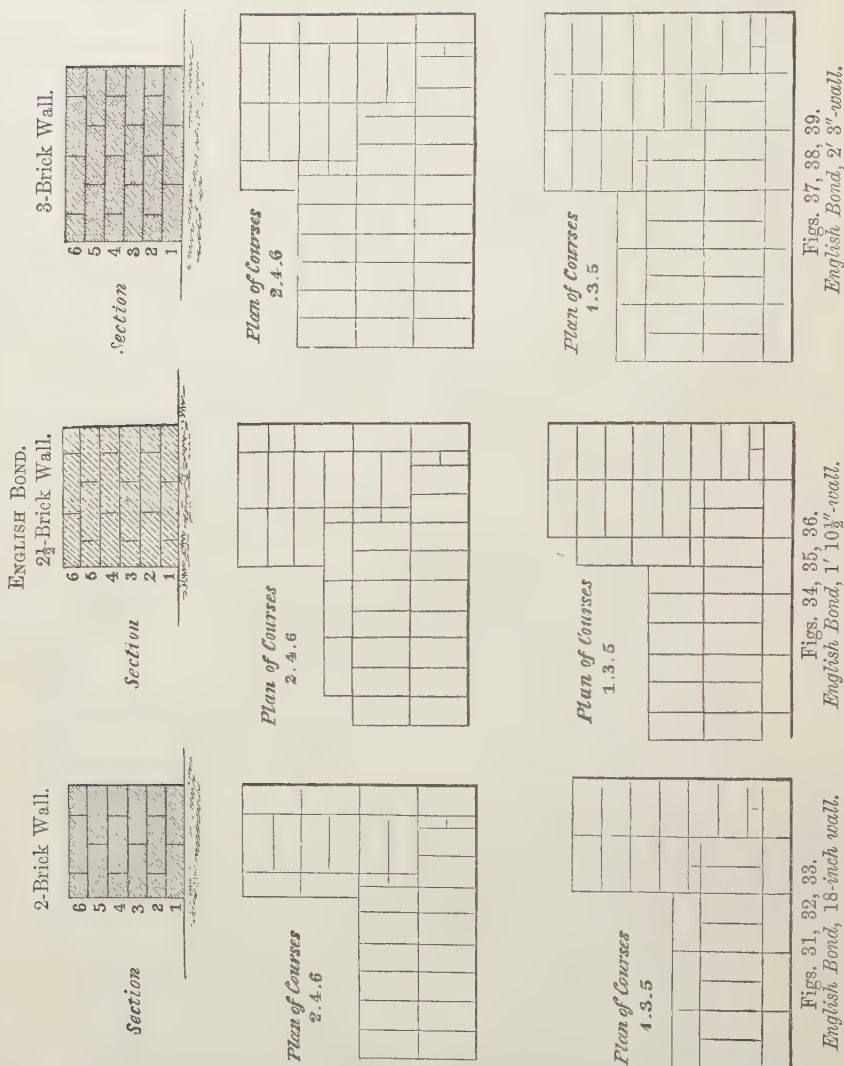 ENGLISH BOND.
2-Brick Wall.
Section
6
5
4
3
2
1
Plan of Courses
2.4.6
Plan of Courses
1.3.5
Figs. 31, 32, 33.
English Bond, 18-inch wall.
2½-Brick Wall.
Section
6
5
4
3
2
1
Plan of Courses
2.4.6
Plan of Courses
1.3.5
Figs. 34, 35, 36.
English Bond, 1' 10½"-wall.
3-Brick Wall.
Section
6
5
4
3
2
1
Plan of Courses
2.4.6
Plan of Courses
1.3.5
Figs. 37, 38, 39.
English Bond, 2' 3"-wall.